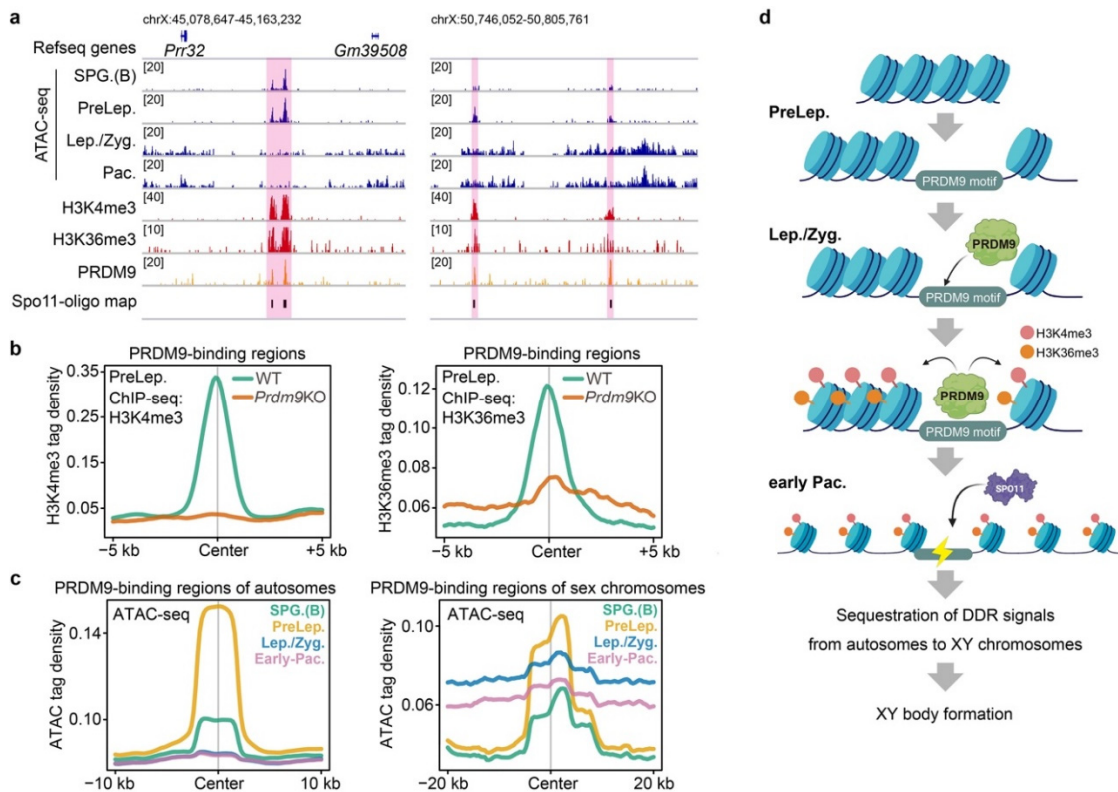 a
chrX:45,078,647-45,163,232
chrX:50,746,052-50,805,761
Refseq genes
Prr32
Gm39508
ATAC-seq
SPG.(B)
[20]
[20]
PreLep.
[20]
[20]
Lep./Zyg.
[20]
[20]
Pac.
[20]
[20]
H3K4me3
[40]
[40]
H3K36me3
[10]
[10]
PRDM9
[20]
[20]
Spo11-oligo map
b
PRDM9-binding regions
H3K4me3 tag density
0.35
0.25
0.15
0.05
PreLep.
ChIP-seq:
H3K4me3
WT
Prdm9KO
−5 kb
Center
+5 kb
PRDM9-binding regions
H3K36me3 tag density
0.12
0.10
0.08
0.06
PreLep.
ChIP-seq:
H3K36me3
WT
Prdm9KO
−5 kb
Center
+5 kb
c
PRDM9-binding regions of autosomes
ATAC tag density
0.14
0.10
ATAC-seq
SPG.(B)
PreLep.
Lep./Zyg.
Early-Pac.
−10 kb
Center
10 kb
PRDM9-binding regions of sex chromosomes
ATAC tag density
0.10
0.06
ATAC-seq
SPG.(B)
PreLep.
Lep./Zyg.
Early-Pac.
−20 kb
Center
20 kb
d
PreLep.
PRDM9 motif
Lep./Zyg.
PRDM9
PRDM9 motif
H3K4me3
H3K36me3
PRDM9
PRDM9 motif
early Pac.
SPO11
Sequestration of DDR signals
from autosomes to XY chromosomes
XY body formation